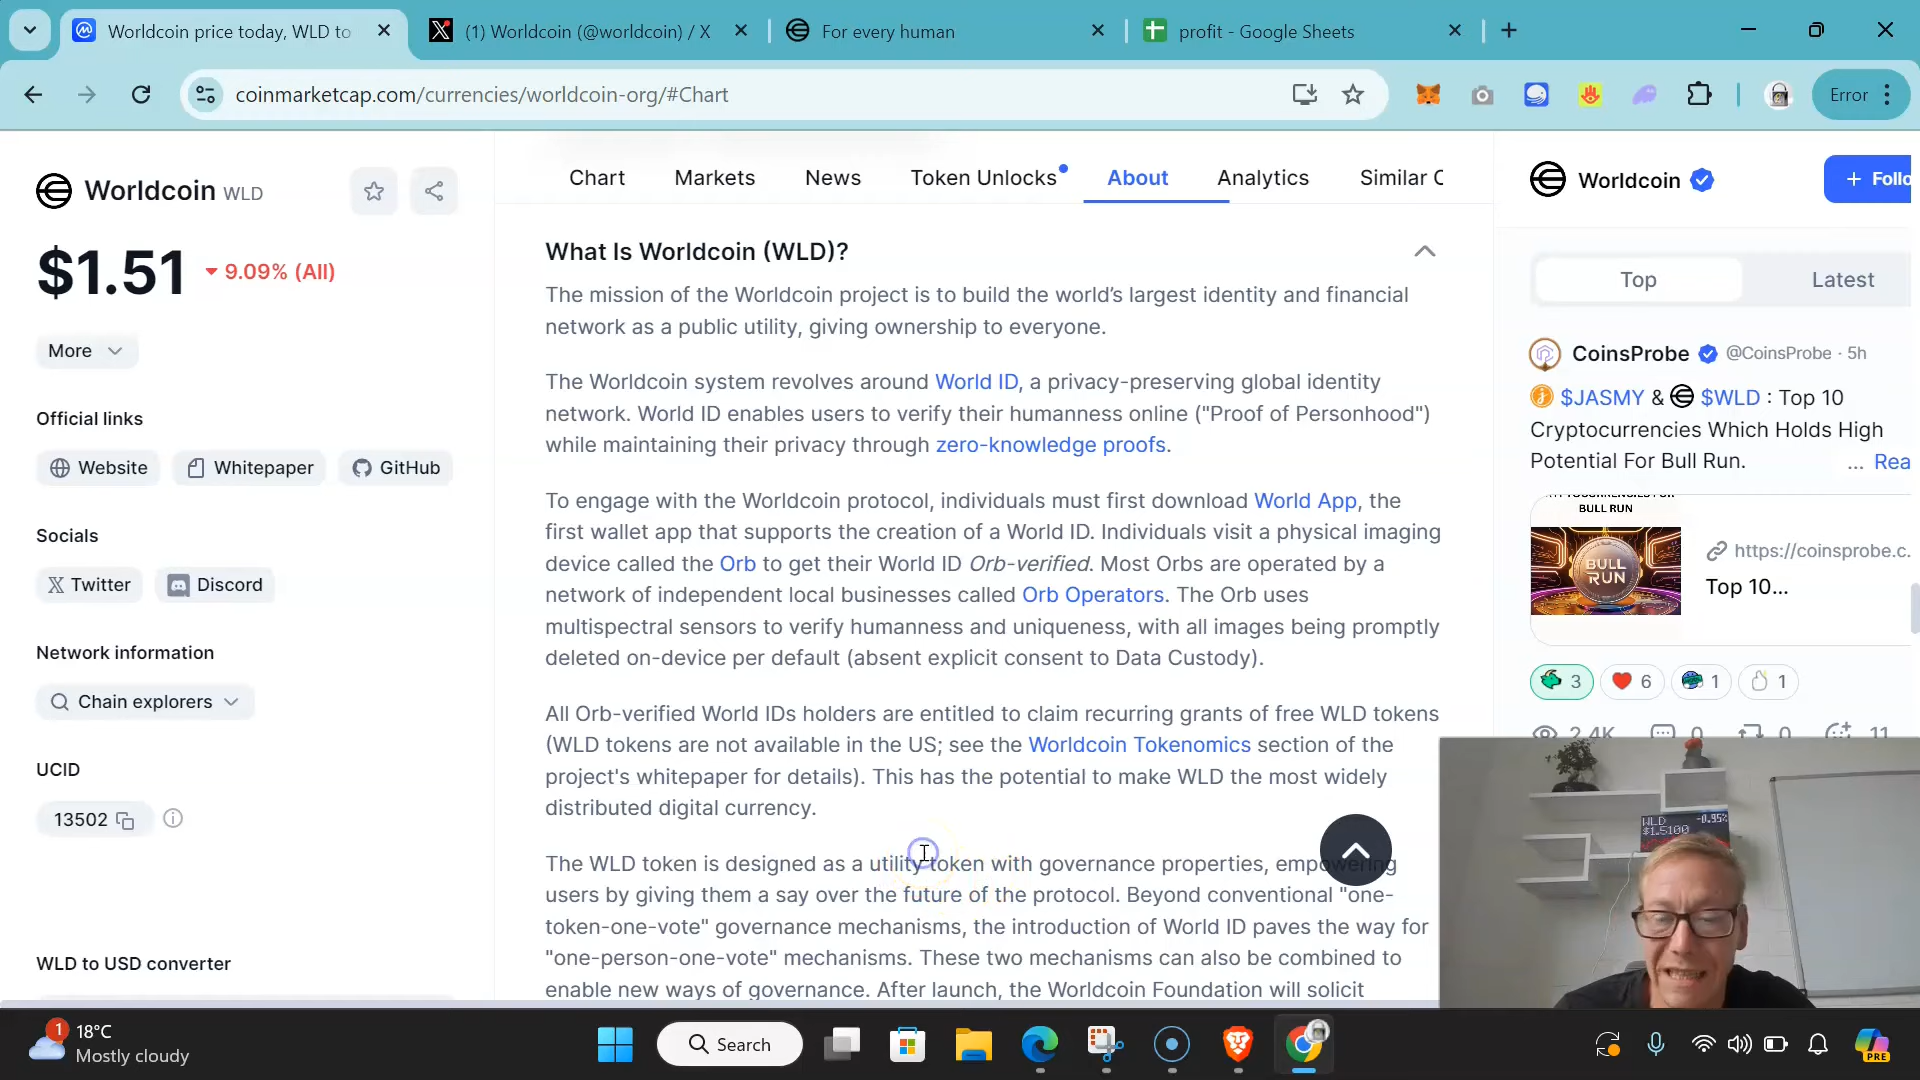 Worldcoin price today, WLD to
(1) Worldcoin (@worldcoin) / X
For every human
profit - Google Sheets
coinmarketcap.com/currencies/worldcoin-org/#Chart
Error
Worldcoin WLD
$1.51 9.09% (All)
More
Official links
Website
Whitepaper
GitHub
Socials
Twitter
Discord
Network information
Chain explorers
UCID
13502
WLD to USD converter
Chart
Markets
News
Token Unlocks
About
Analytics
Similar C
What Is Worldcoin (WLD)?
The mission of the Worldcoin project is to build the world’s largest identity and financial
network as a public utility, giving ownership to everyone.
The Worldcoin system revolves around World ID, a privacy-preserving global identity
network. World ID enables users to verify their humanness online ("Proof of Personhood")
while maintaining their privacy through zero-knowledge proofs.
To engage with the Worldcoin protocol, individuals must first download World App, the
first wallet app that supports the creation of a World ID. Individuals visit a physical imaging
device called the Orb to get their World ID Orb-verified. Most Orbs are operated by a
network of independent local businesses called Orb Operators. The Orb uses
multispectral sensors to verify humanness and uniqueness, with all images being promptly
deleted on-device per default (absent explicit consent to Data Custody).
All Orb-verified World IDs holders are entitled to claim recurring grants of free WLD tokens
(WLD tokens are not available in the US; see the Worldcoin Tokenomics section of the
project's whitepaper for details). This has the potential to make WLD the most widely
distributed digital currency.
The WLD token is designed as a utility token with governance properties, empowering
users by giving them a say over the future of the protocol. Beyond conventional "one-
token-one-vote" governance mechanisms, the introduction of World ID paves the way for
"one-person-one-vote" mechanisms. These two mechanisms can also be combined to
enable new ways of governance. After launch, the Worldcoin Foundation will solicit
Worldcoin
+ Follo
Top
Latest
CoinsProbe @CoinsProbe · 5h
$JASMY & $WLD : Top 10
Cryptocurrencies Which Holds High
Potential For Bull Run. ... Rea
BULL RUN
BULL
RUN
https://coinsprobe.c.
Top 10...
3
6
1
1
2.4K
0
0
11
WLD -0.95%
$1.5100
1
18°C
Mostly cloudy
Search
PRE